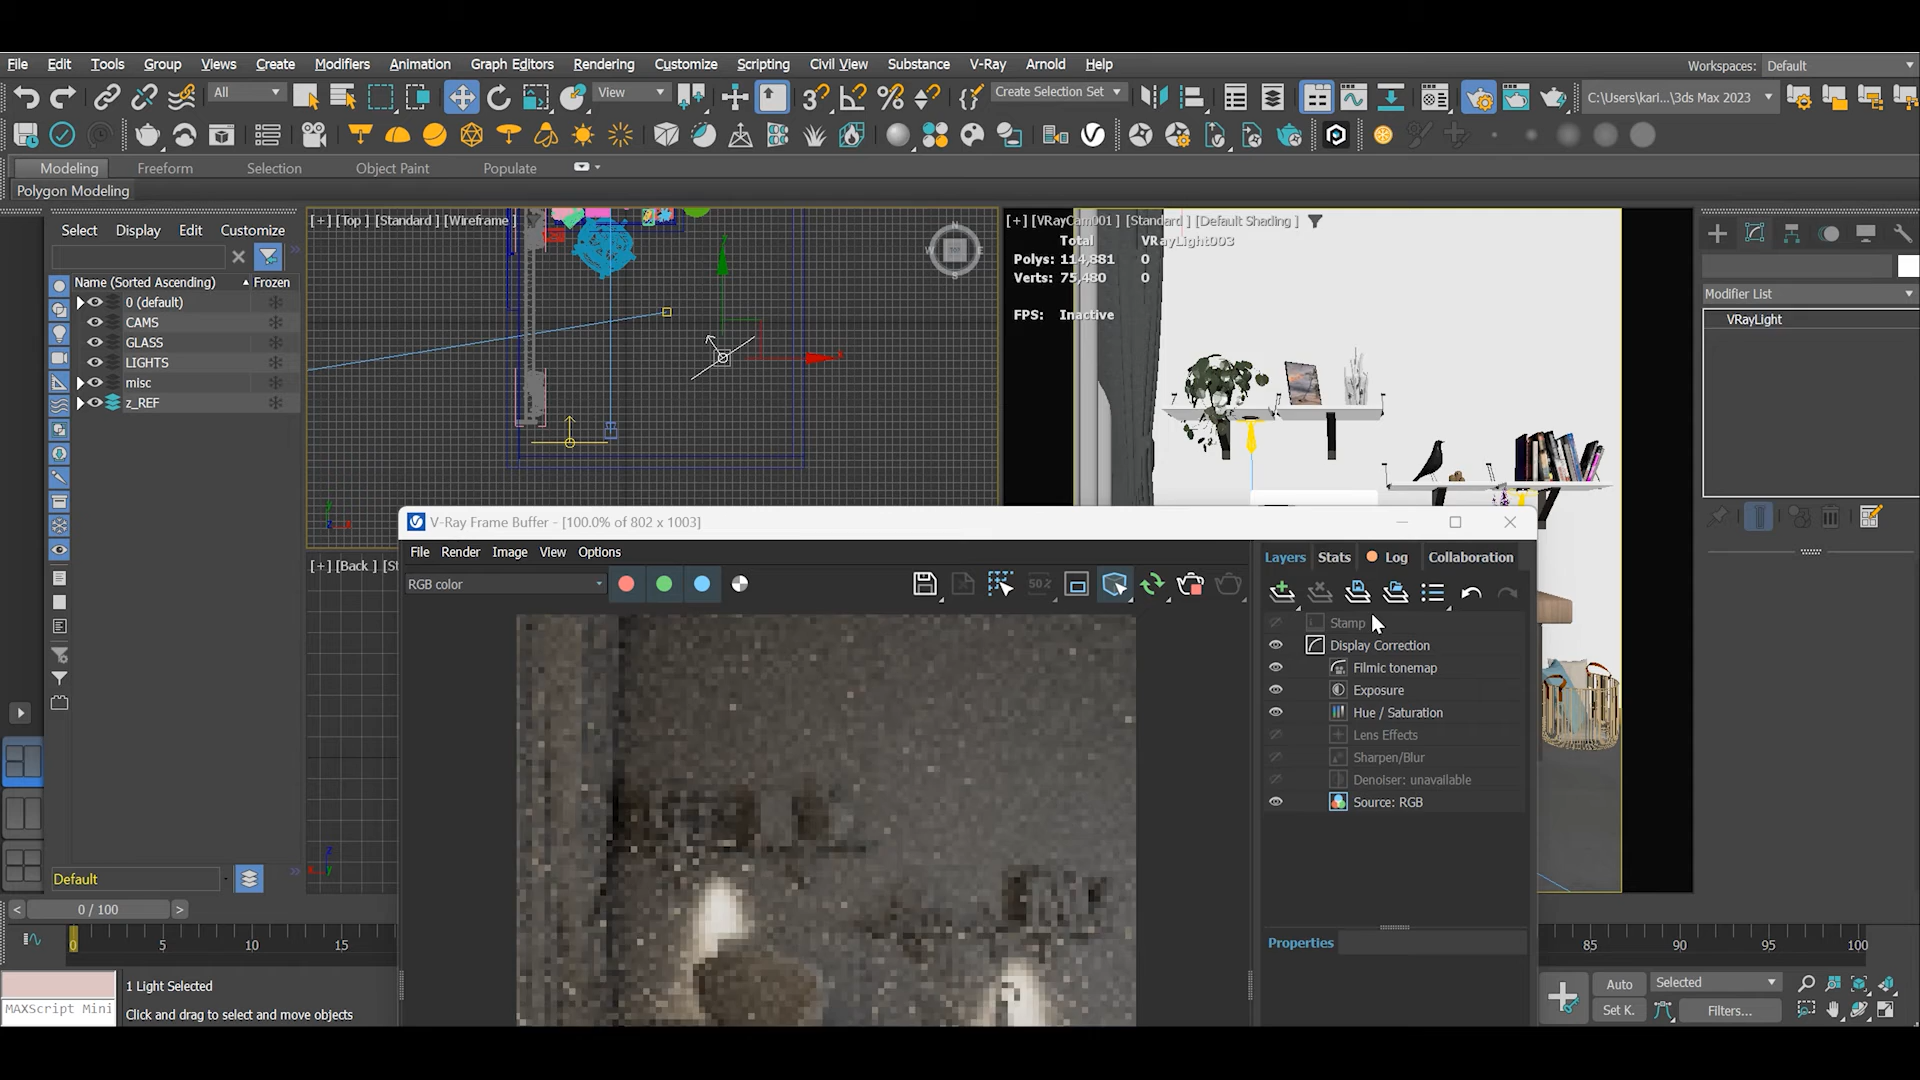 File Edit Tools Group Views Create Modifiers Animation Graph Editors Rendering Customize Scripting Civil View Substance V-Ray Arnold Help
Workspaces: Default
All
View
Create Selection Set
C:\Users\kari...\3ds Max 2023
Modeling Freeform Selection Object Paint Populate
Polygon Modeling
Select Display Edit Customize
Name (Sorted Ascending) Frozen
0 (default)
CAMS
GLASS
LIGHTS
misc
z_REF
Default
[+] [Top ] [Standard ] [Wireframe ]
[+] [VRayCam001 ] [Standard ] [Default Shading ]
Total VRayLight003
Polys: 114,881 0
Verts: 75,480 0
FPS: Inactive
[+] [Back ]
Modifier List
VRayLight
V-Ray Frame Buffer - [100.0% of 802 x 1003]
File Render Image View Options
RGB color
Layers Stats Log Collaboration
Stamp
Display Correction
Filmic tonemap
Exposure
Hue / Saturation
Lens Effects
Sharpen/Blur
Denoiser: unavailable
Source: RGB
Properties
< 0 / 100 >
0 5 10 15 85 90 95 100
1 Light Selected
MAXScript Mini
Click and drag to select and move objects
Auto Selected
Set K. Filters...